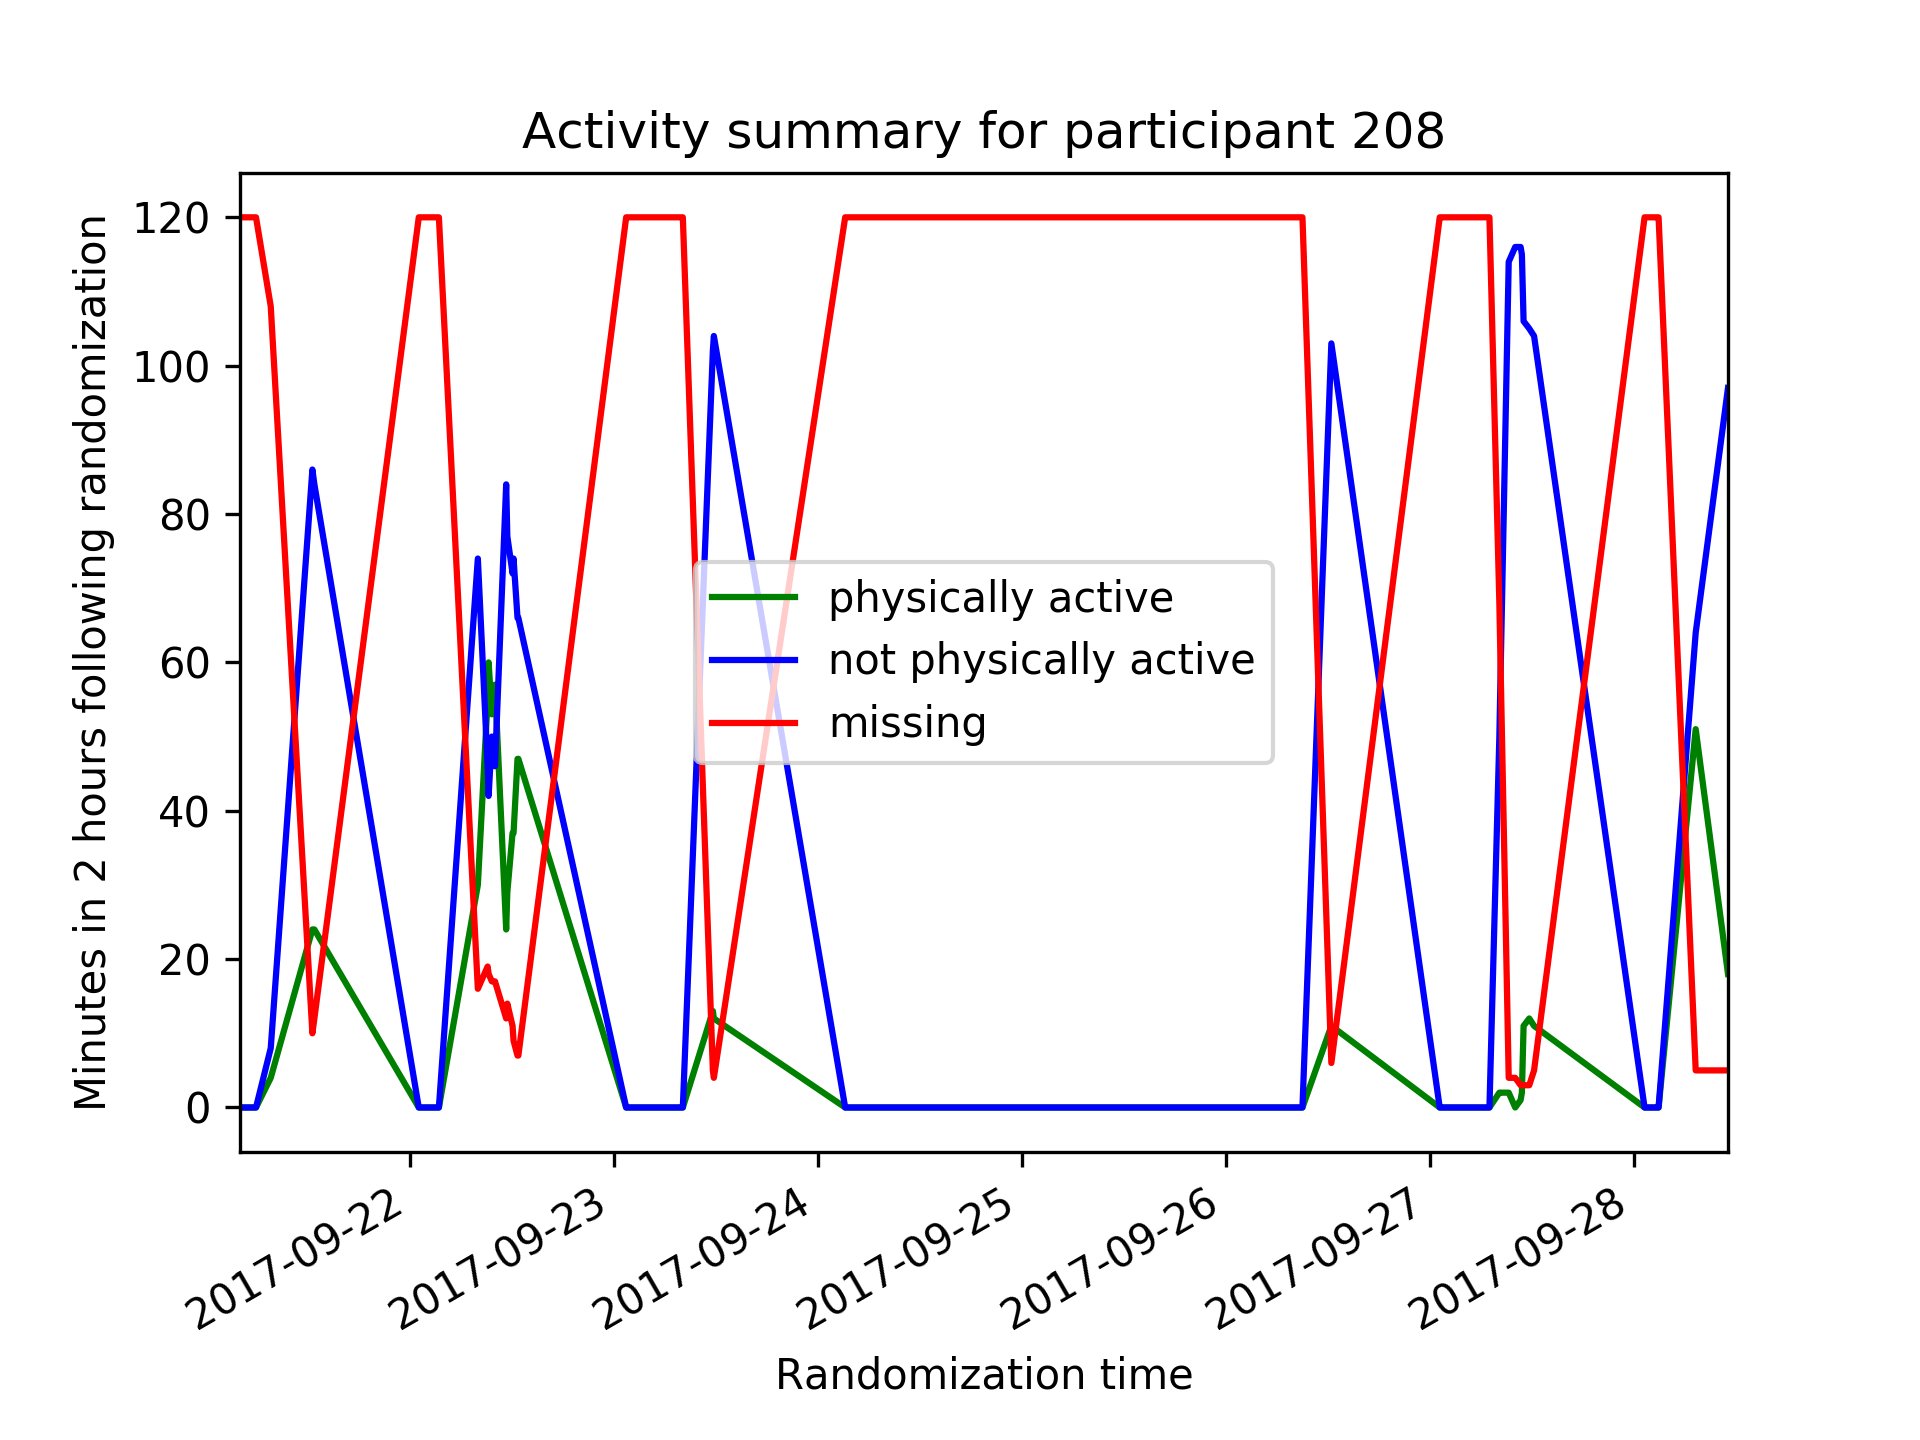 Activity summary for participant 208
Minutes in 2 hours following randomization
120
100
80
60
40
20
0
physically active
not physically active
missing
2017-09-22
2017-09-23
2017-09-24
2017-09-25
2017-09-26
2017-09-27
2017-09-28
Randomization time